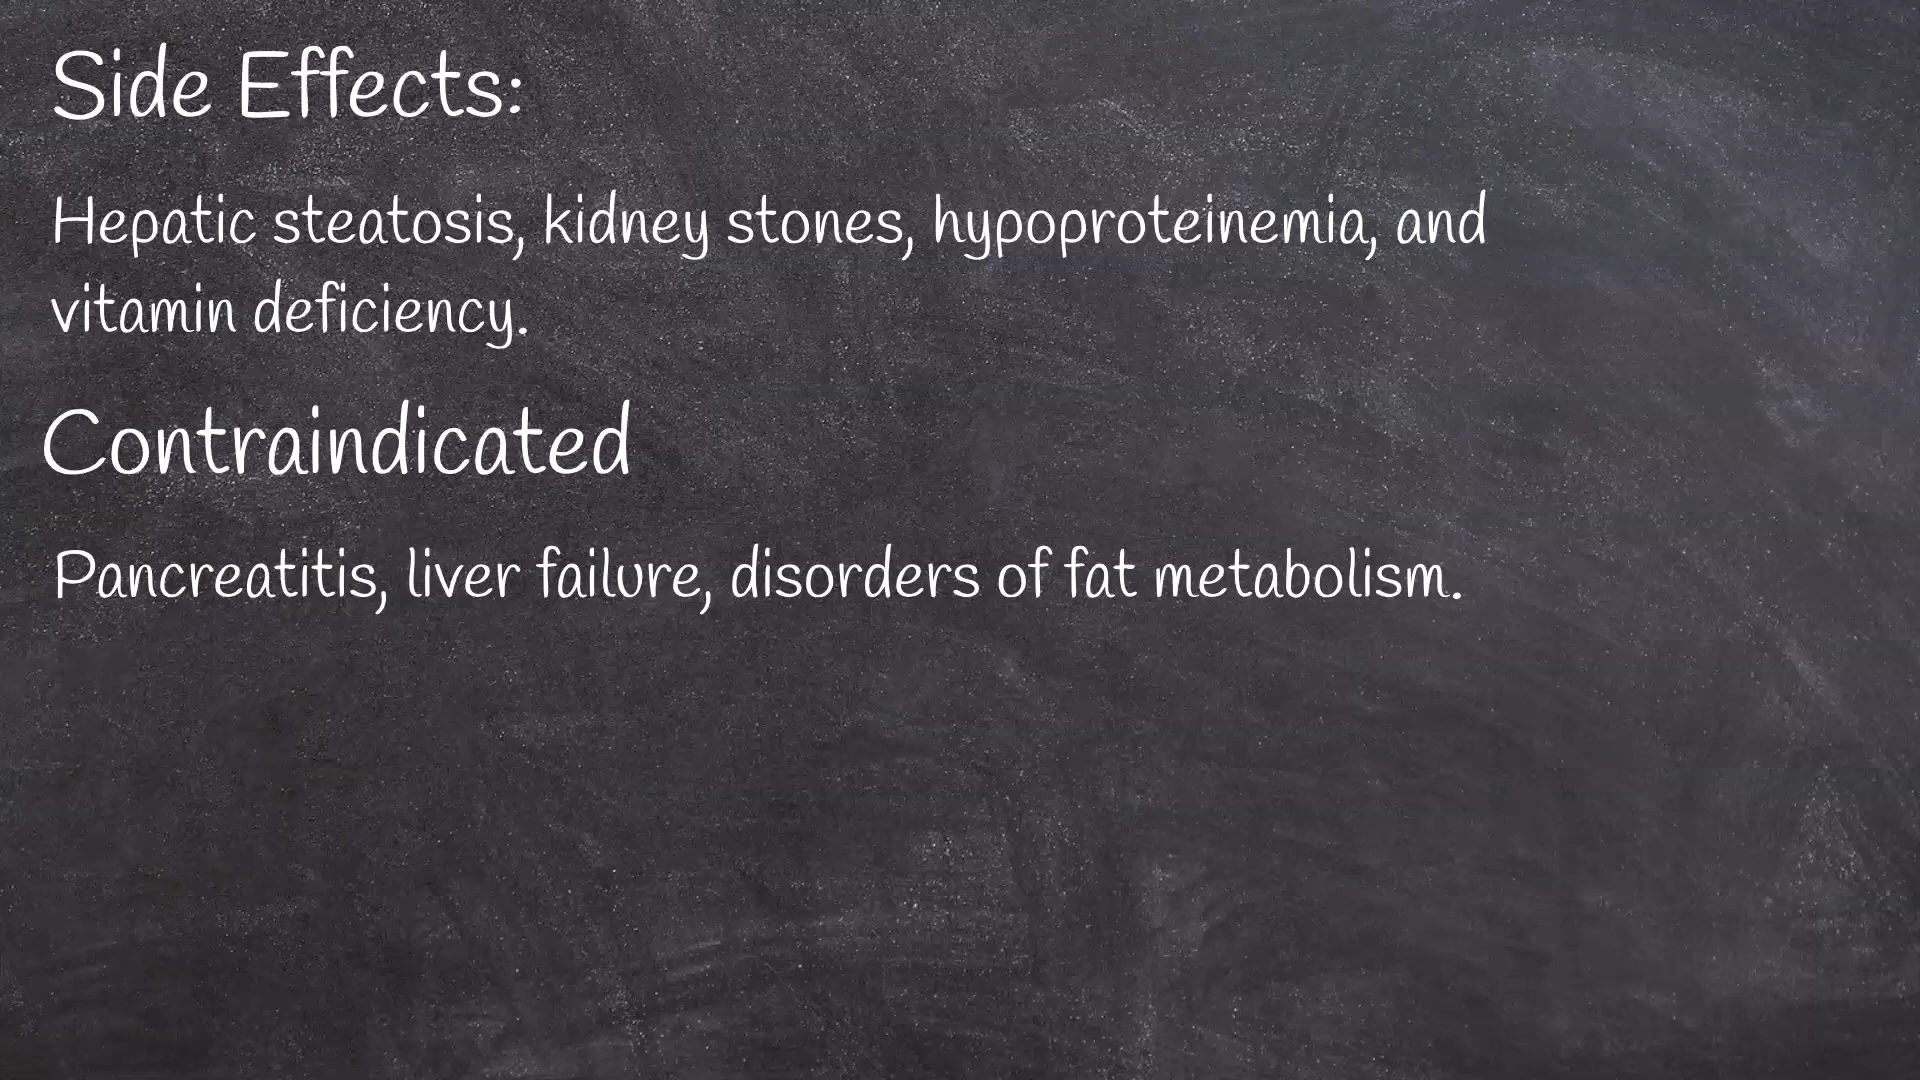 Side Effects:
Hepatic steatosis, kidney stones, hypoproteinemia, and
vitamin deficiency.
Contraindicated
Pancreatitis, liver failure, disorders of fat metabolism.